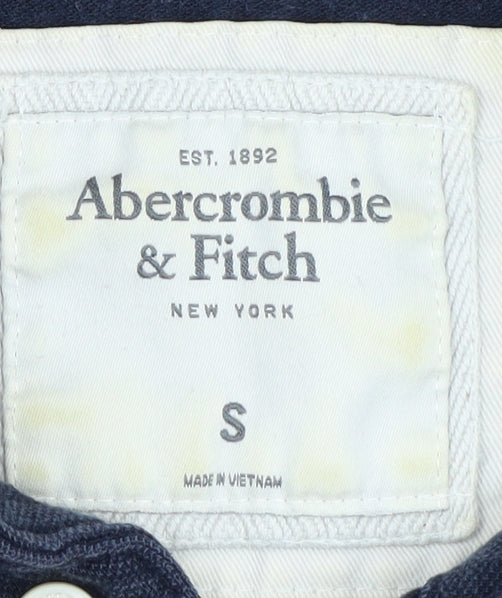 EST. 1892
Abercrombie
& Fitch
NEW YORK
S
MADE IN VIETNAM